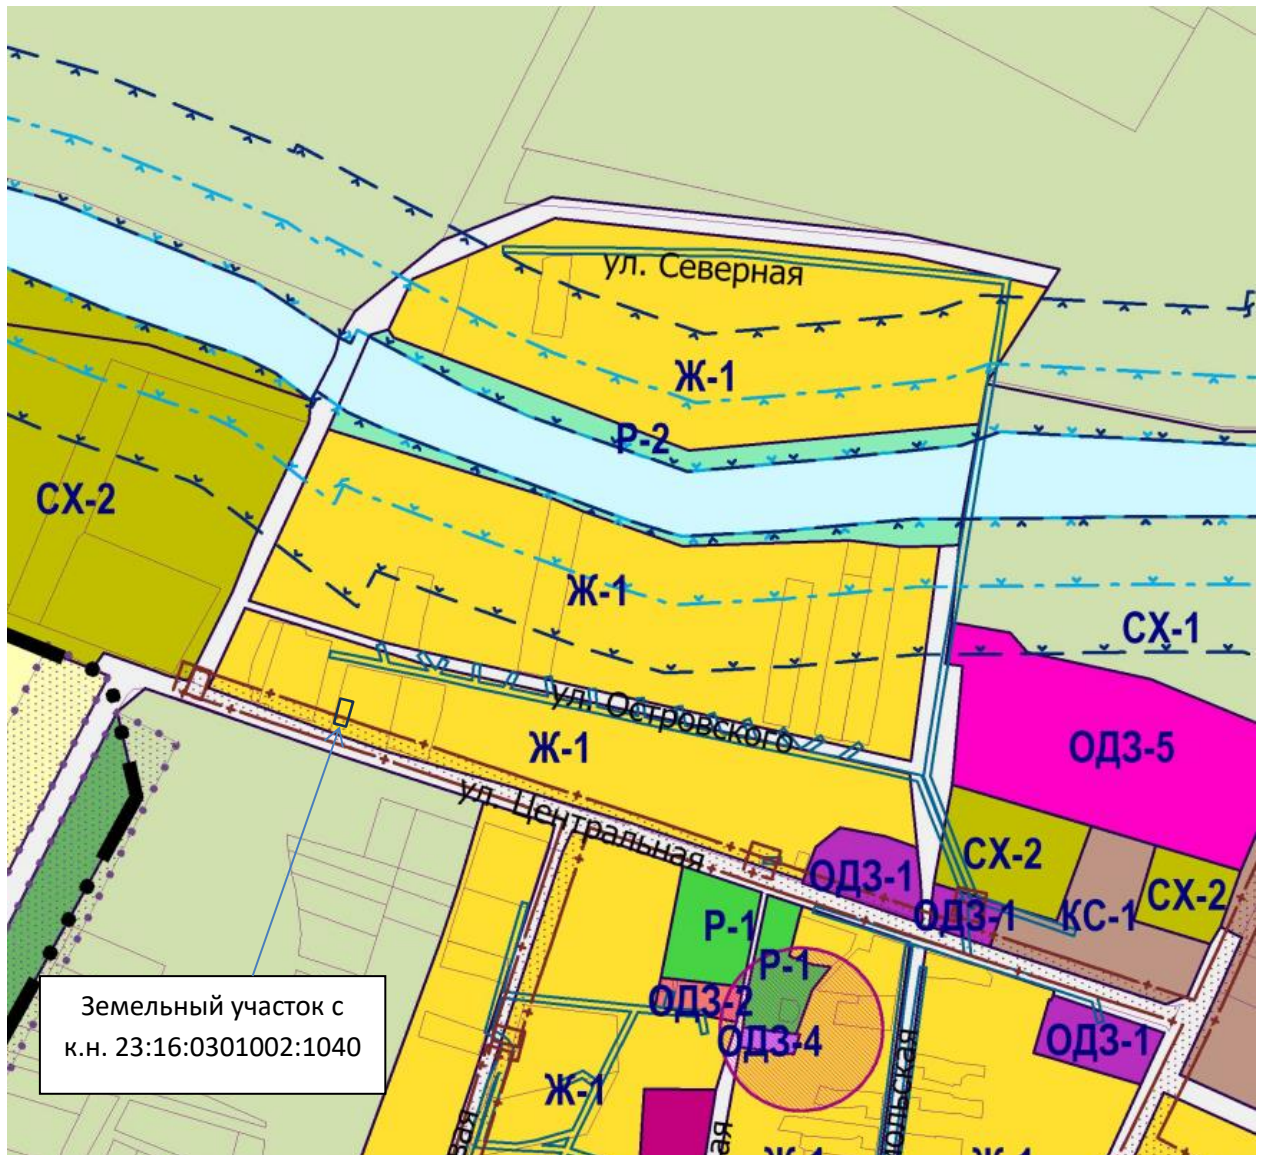 ул. Северная
Ж-1
Р-2
СХ-2
Ж-1
СХ-1
ул. Островского
Ж-1
ОДЗ-5
ул. Центральная
ОДЗ-1
СХ-2
СХ-2
ОДЗ-1
КС-1
Р-1
Р-1
ОДЗ-2
ОДЗ-4
ОДЗ-1
Земельный участок с
к.н. 23:16:0301002:1040
Ж-1
Ж-1
Ж-1